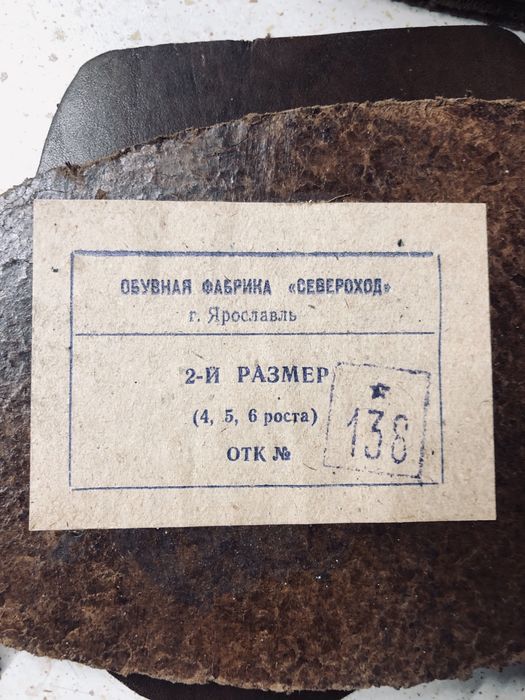 ОБУВНАЯ ФАБРИКА «СЕВЕРОХОД»
г. Ярославль
2-Й РАЗМЕР
(4, 5, 6 роста)
ОТК №
138